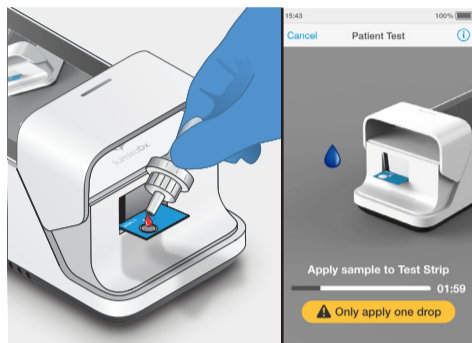 lumiraDx
15:43
100%
Cancel
Patient Test
Apply sample to Test Strip
01:59
Only apply one drop